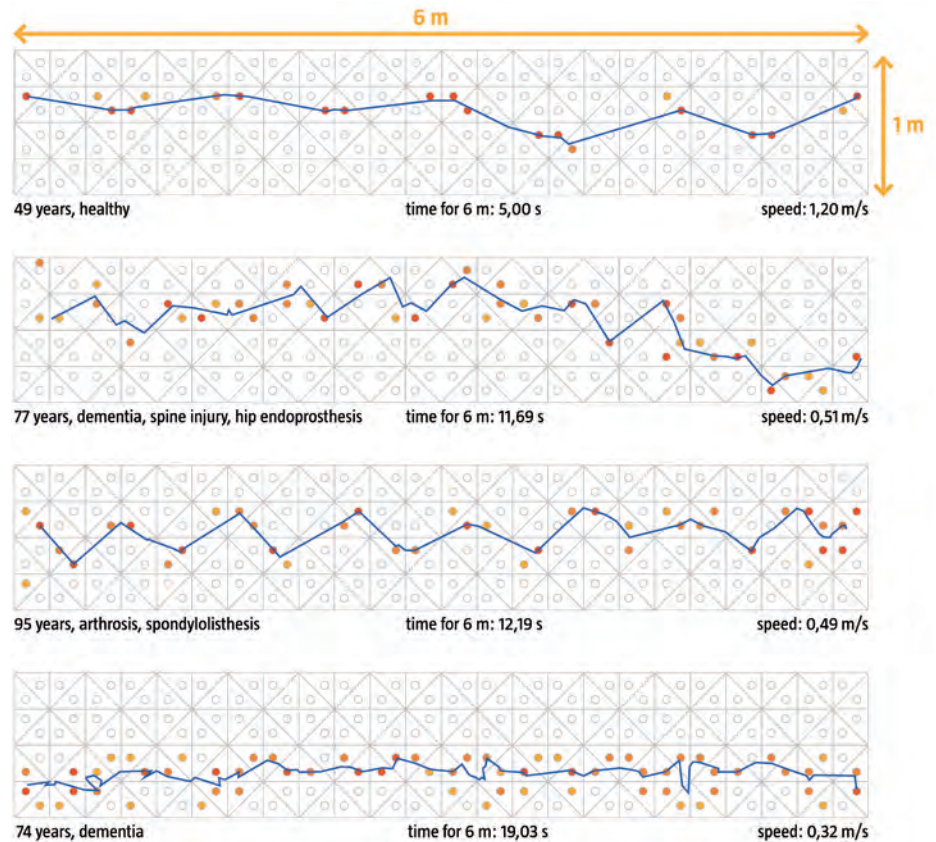 6 m
1 m
49 years, healthy time for 6 m: 5,00 s speed: 1,20 m/s
77 years, dementia, spine injury, hip endoprosthesis time for 6 m: 11,69 s speed: 0,51 m/s
95 years, arthrosis, spondylolisthesis time for 6 m: 12,19 s speed: 0,49 m/s
74 years, dementia time for 6 m: 19,03 s speed: 0,32 m/s